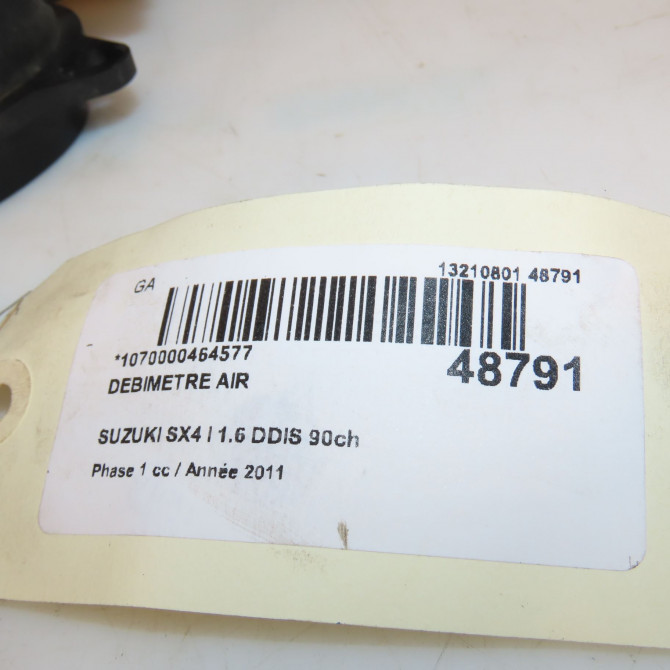 GA
13210801 48791
*1070000464577
48791
DEBIMETRE AIR
SUZUKI SX4 I 1.6 DDIS 90ch
Phase 1 cc / Année 2011